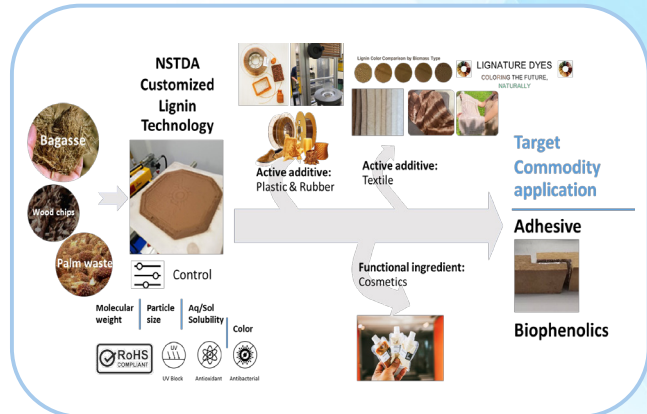 NSTDA
Customized
Lignin
Technology
Bagasse
Wood chips
Palm waste
Control
Molecular
weight
Particle
size
Aq/Sol
Solubility
Color
RoHS
COMPLIANT
UV
UV Block
Antioxidant
Antibacterial
Active additive:
Plastic & Rubber
Lignin Color Comparison by Biomass Type
LIGNATURE DYES
COLORING THE FUTURE,
NATURALLY
Active additive:
Textile
Functional ingredient:
Cosmetics
Target
Commodity
application
Adhesive
Biophenolics